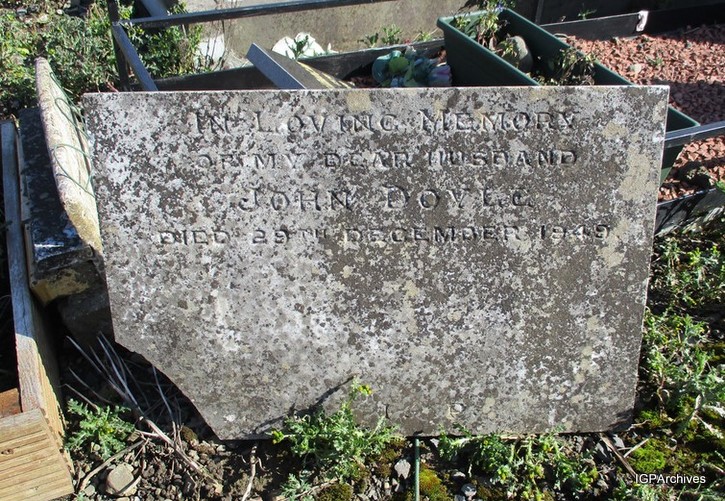 IN LOVING MEMORY
OF MY DEAR HUSBAND
JOHN DOYLE
DIED 29TH DECEMBER 1949
I P
IGPArchives